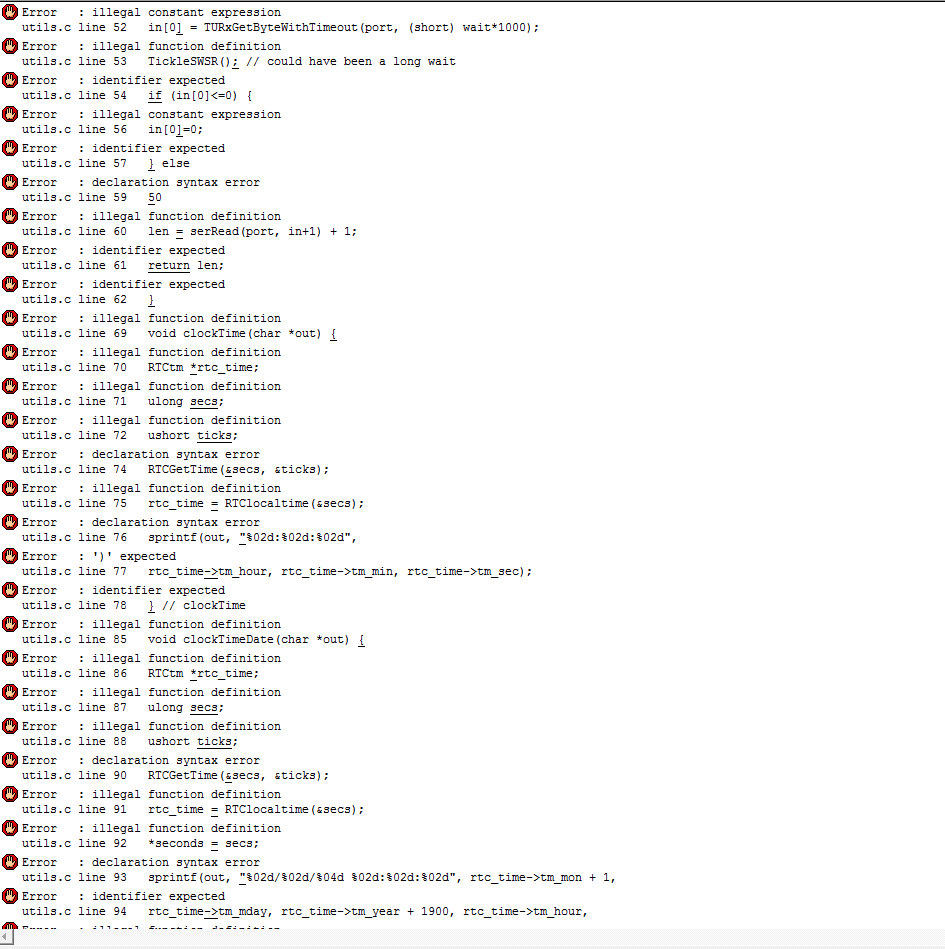 Error   : illegal constant expression
utils.c line 52   in[0] = TURxGetByteWithTimeout(port, (short) wait*1000);
Error   : illegal function definition
utils.c line 53   TickleSWSR(); // could have been a long wait
Error   : identifier expected
utils.c line 54   if (in[0]<=0) {
Error   : illegal constant expression
utils.c line 56   in[0]=0;
Error   : identifier expected
utils.c line 57   } else
Error   : declaration syntax error
utils.c line 59   50
Error   : illegal function definition
utils.c line 60   len = serRead(port, in+1) + 1;
Error   : identifier expected
utils.c line 61   return len;
Error   : identifier expected
utils.c line 62   }
Error   : illegal function definition
utils.c line 69   void clockTime(char *out) {
Error   : illegal function definition
utils.c line 70   RTCtm *rtc_time;
Error   : illegal function definition
utils.c line 71   ulong secs;
Error   : illegal function definition
utils.c line 72   ushort ticks;
Error   : declaration syntax error
utils.c line 74   RTCGetTime(&secs, &ticks);
Error   : illegal function definition
utils.c line 75   rtc_time = RTClocaltime(&secs);
Error   : declaration syntax error
utils.c line 76   sprintf(out, "%02d:%02d:%02d",
Error   : ')' expected
utils.c line 77   rtc_time->tm_hour, rtc_time->tm_min, rtc_time->tm_sec);
Error   : identifier expected
utils.c line 78   } // clockTime
Error   : illegal function definition
utils.c line 85   void clockTimeDate(char *out) {
Error   : illegal function definition
utils.c line 86   RTCtm *rtc_time;
Error   : illegal function definition
utils.c line 87   ulong secs;
Error   : illegal function definition
utils.c line 88   ushort ticks;
Error   : declaration syntax error
utils.c line 90   RTCGetTime(&secs, &ticks);
Error   : illegal function definition
utils.c line 91   rtc_time = RTClocaltime(&secs);
Error   : illegal function definition
utils.c line 92   *seconds = secs;
Error   : declaration syntax error
utils.c line 93   sprintf(out, "%02d/%02d/%04d %02d:%02d:%02d", rtc_time->tm_mon + 1,
Error   : identifier expected
utils.c line 94   rtc_time->tm_mday, rtc_time->tm_year + 1900, rtc_time->tm_hour,